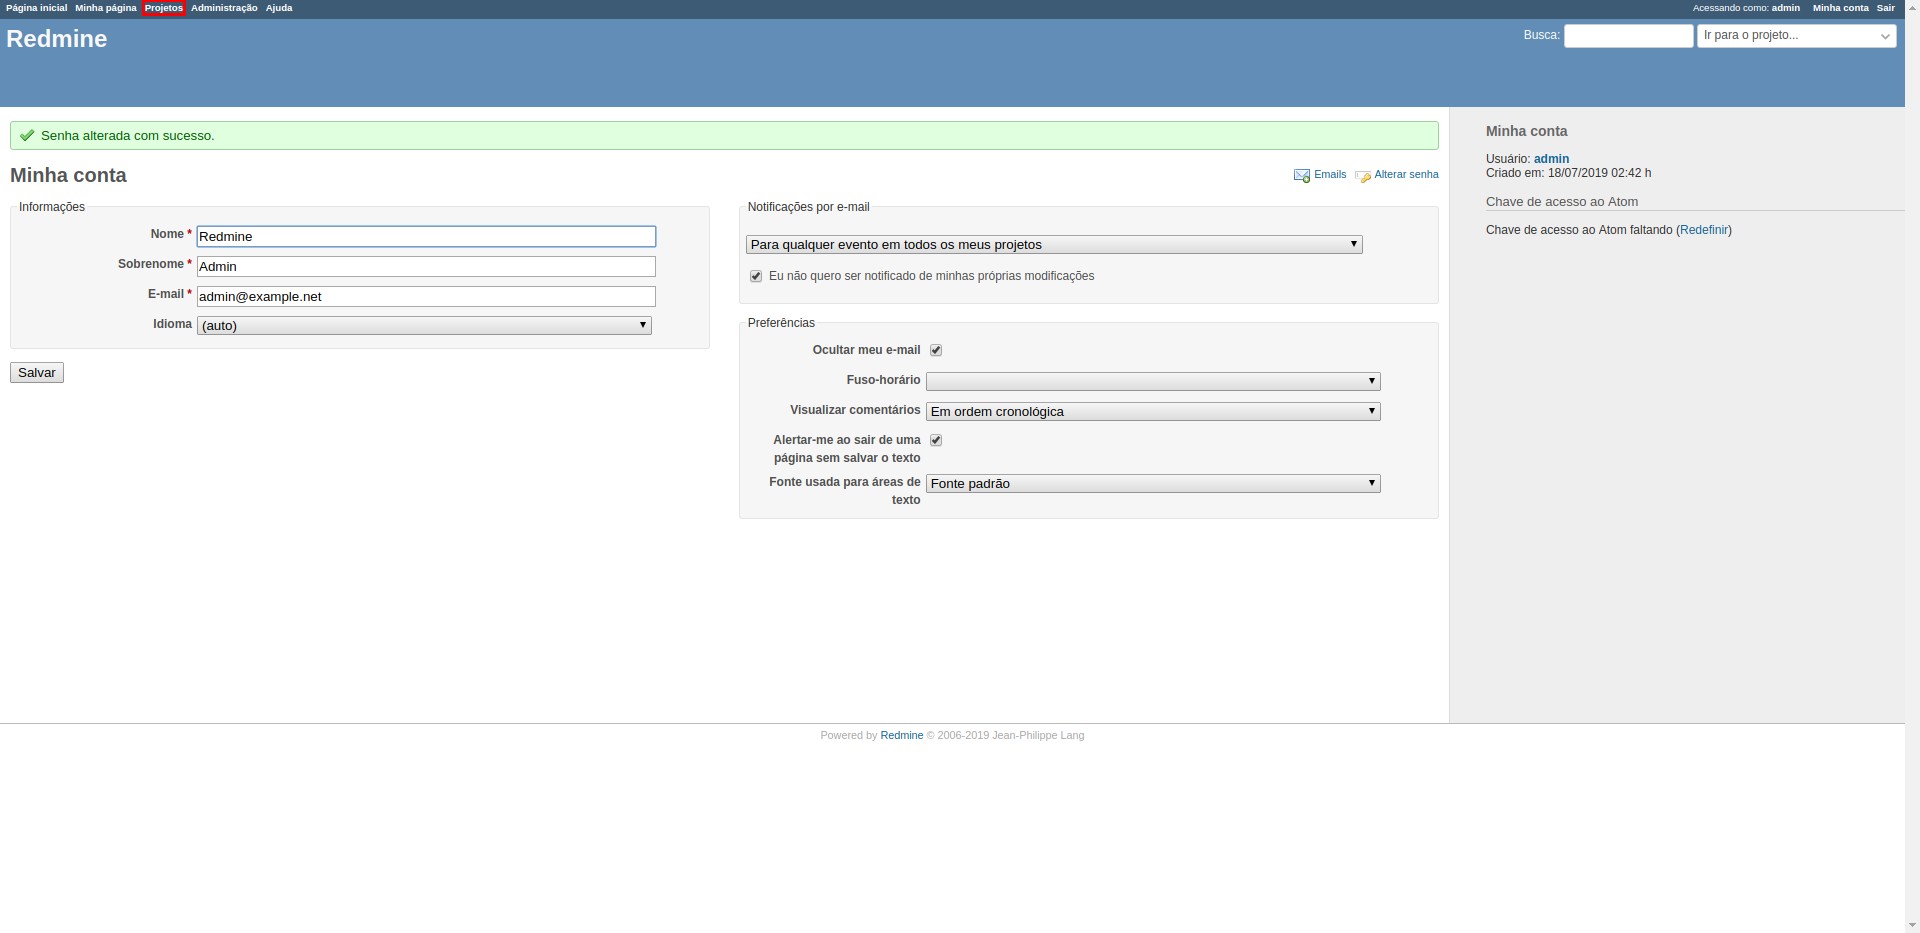 Página inicial Minha página Projetos Administração Ajuda
Acessando como: admin Minha conta Sair
Redmine
Busca: Ir para o projeto...
Senha alterada com sucesso.
Minha conta
Emails Alterar senha
Informações
Nome * Redmine
Sobrenome * Admin
E-mail * admin@example.net
Idioma (auto)
Salvar
Notificações por e-mail
Para qualquer evento em todos os meus projetos
Eu não quero ser notificado de minhas próprias modificações
Preferências
Ocultar meu e-mail
Fuso-horário
Visualizar comentários Em ordem cronológica
Alertar-me ao sair de uma
página sem salvar o texto
Fonte usada para áreas de Fonte padrão
texto
Minha conta
Usuário: admin
Criado em: 18/07/2019 02:42 h
Chave de acesso ao Atom
Chave de acesso ao Atom faltando (Redefinir)
Powered by Redmine © 2006-2019 Jean-Philippe Lang